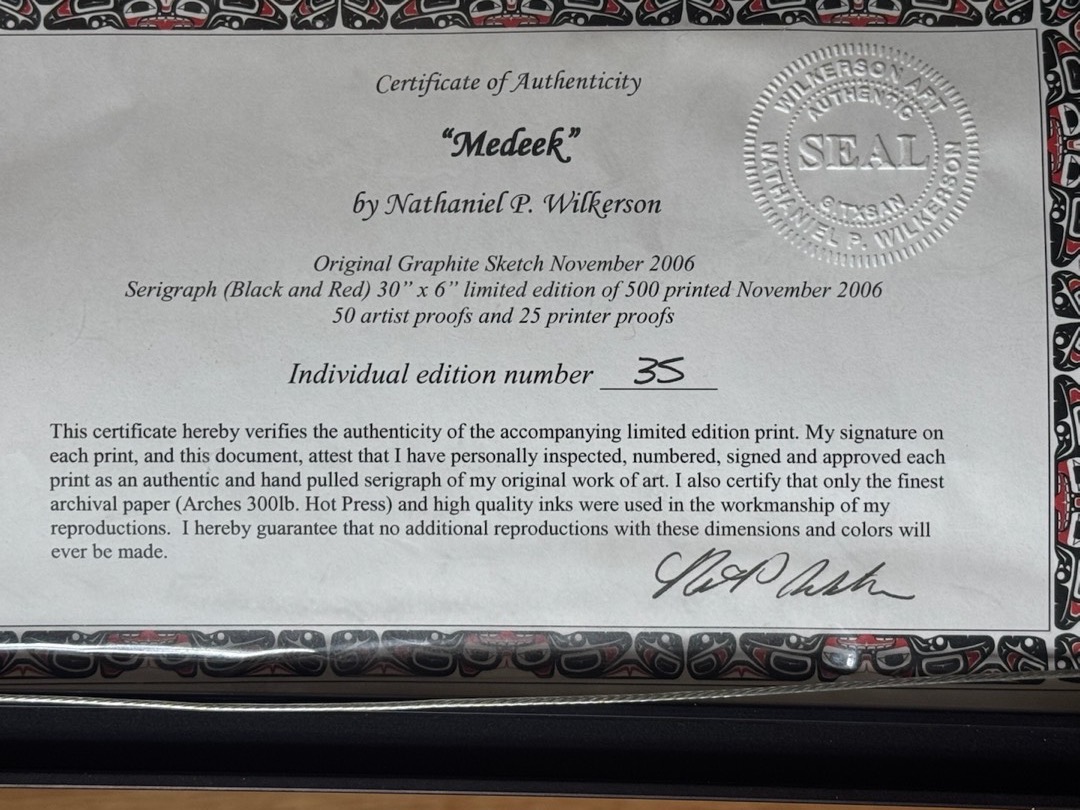 Certificate of Authenticity
“Medeek”
by Nathaniel P. Wilkerson
WILKERSON ART
AUTHENTIC
SEAL
GITXSAN
NATHANIEL P. WILKERSON
Original Graphite Sketch November 2006
Serigraph (Black and Red) 30” x 6” limited edition of 500 printed November 2006
50 artist proofs and 25 printer proofs
Individual edition number 35
This certificate hereby verifies the authenticity of the accompanying limited edition print. My signature on
each print, and this document, attest that I have personally inspected, numbered, signed and approved each
print as an authentic and hand pulled serigraph of my original work of art. I also certify that only the finest
archival paper (Arches 300lb. Hot Press) and high quality inks were used in the workmanship of my
reproductions. I hereby guarantee that no additional reproductions with these dimensions and colors will
ever be made.